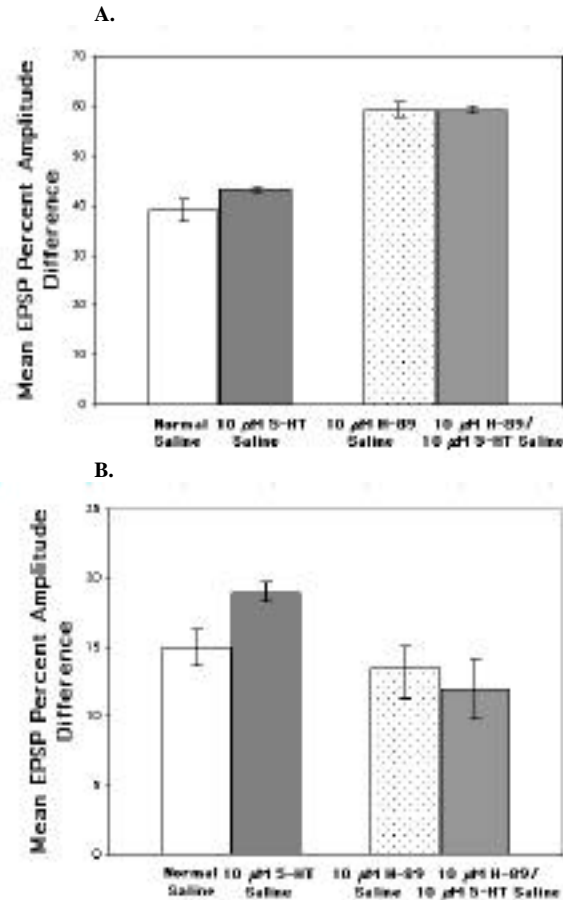 A.
Mean EPSP Percent Amplitude
Difference
70
60
50
40
30
20
10
0
Normal 10 µM 5-HT 10 µM H-89 10 µM H-89/
Saline Saline Saline 10 µM 5-HT Saline
B.
Mean EPSP Percent Amplitude
Difference
25
20
15
10
5
0
Normal 10 µM 5-HT 10 µM H-89 10 µM H-89/
Saline Saline Saline 10 µM 5-HT Saline